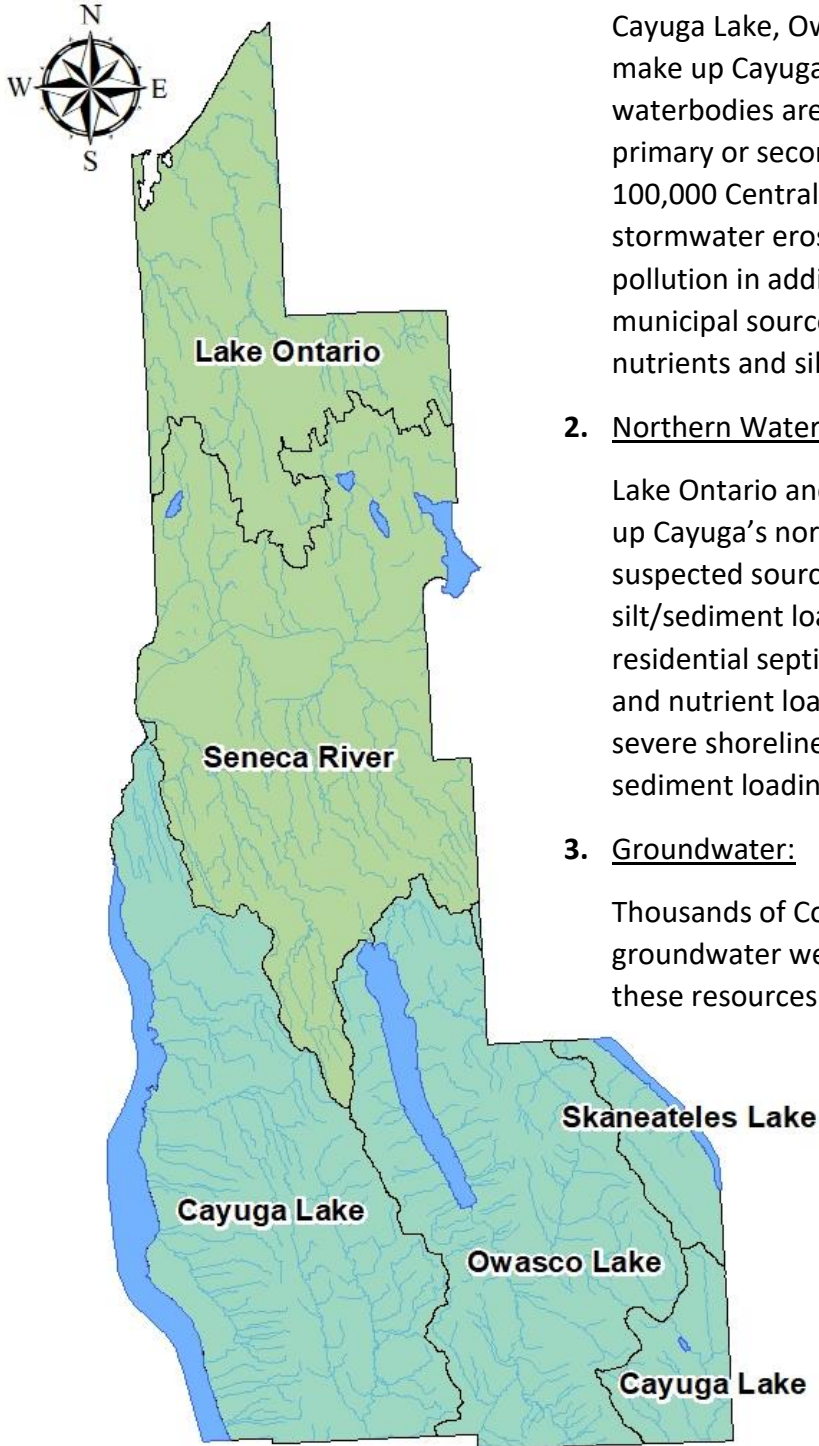 N
W E
S
Lake Ontario
Seneca River
Skaneateles Lake
Cayuga Lake
Owasco Lake
Cayuga Lake
Cayuga Lake, Ow
make up Cayuga
waterbodies are
primary or secon
100,000 Central
stormwater eros
pollution in addi
municipal source
nutrients and sil
2. Northern Water
Lake Ontario and
up Cayuga’s nor
suspected sourc
silt/sediment loa
residential septi
and nutrient loa
severe shoreline
sediment loadin
3. Groundwater:
Thousands of Co
groundwater we
these resources